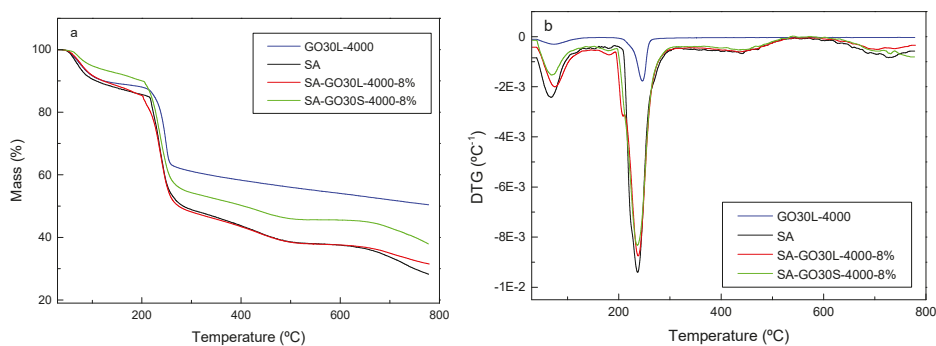 a
GO30L-4000
SA
SA-GO30L-4000-8%
SA-GO30S-4000-8%
100
80
60
40
20
Mass (%)
200
400
600
800
Temperature (ºC)
b
0
-2E-3
-4E-3
-6E-3
-8E-3
-1E-2
DTG (ºC⁻¹)
GO30L-4000
SA
SA-GO30L-4000-8%
SA-GO30S-4000-8%
200
400
600
800
Temperature (ºC)